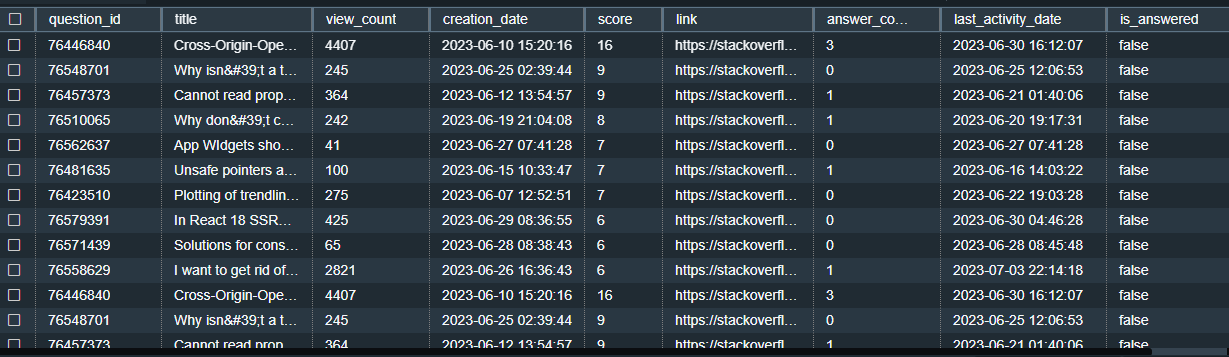 question_id title view_count creation_date score link answer_co... last_activity_date is_answered
76446840 Cross-Origin-Ope... 4407 2023-06-10 15:20:16 16 https://stackoverfl... 3 2023-06-30 16:12:07 false
76548701 Why isn&#39;t a t... 245 2023-06-25 02:39:44 9 https://stackoverfl... 0 2023-06-25 12:06:53 false
76457373 Cannot read prop... 364 2023-06-12 13:54:57 9 https://stackoverfl... 1 2023-06-21 01:40:06 false
76510065 Why don&#39;t c... 242 2023-06-19 21:04:08 8 https://stackoverfl... 1 2023-06-20 19:17:31 false
76562637 App WIdgets sho... 41 2023-06-27 07:41:28 7 https://stackoverfl... 0 2023-06-27 07:41:28 false
76481635 Unsafe pointers a... 100 2023-06-15 10:33:47 7 https://stackoverfl... 1 2023-06-16 14:03:22 false
76423510 Plotting of trendlin... 275 2023-06-07 12:52:51 7 https://stackoverfl... 0 2023-06-22 19:03:28 false
76579391 In React 18 SSR... 425 2023-06-29 08:36:55 6 https://stackoverfl... 0 2023-06-30 04:46:28 false
76571439 Solutions for cons... 65 2023-06-28 08:38:43 6 https://stackoverfl... 0 2023-06-28 08:45:48 false
76558629 I want to get rid of... 2821 2023-06-26 16:36:43 6 https://stackoverfl... 1 2023-07-03 22:14:18 false
76446840 Cross-Origin-Ope... 4407 2023-06-10 15:20:16 16 https://stackoverfl... 3 2023-06-30 16:12:07 false
76548701 Why isn&#39;t a t... 245 2023-06-25 02:39:44 9 https://stackoverfl... 0 2023-06-25 12:06:53 false
76457373 Cannot read prop... 364 2023-06-12 13:54:57 9 https://stackoverfl... 1 2023-06-21 01:40:06 false